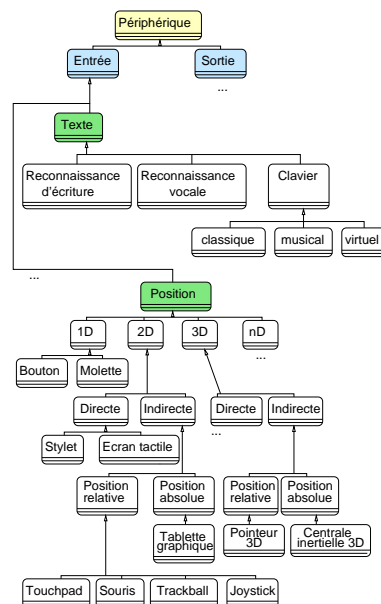 Périphérique
Entrée
Sortie
...
Texte
Reconnaissance
d'écriture
Reconnaissance
vocale
Clavier
classique
musical
virtuel
...
Position
1D
2D
3D
nD
...
Bouton
Molette
Directe
Indirecte
Directe
Indirecte
...
Stylet
Ecran tactile
Position
relative
Position
absolue
Position
relative
Position
absolue
Tablette
graphique
Pointeur
3D
Centrale
inertielle 3D
Touchpad
Souris
Trackball
Joystick